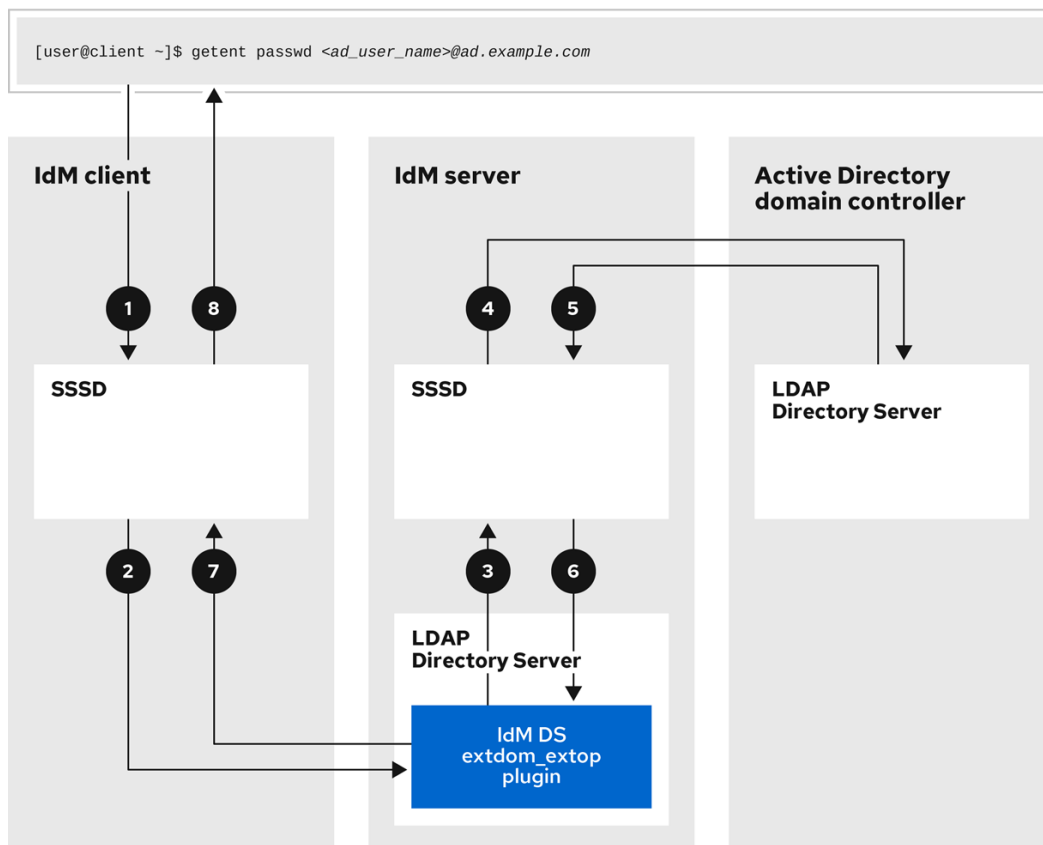 [user@client ~]$ getent passwd <ad_user_name>@ad.example.com
IdM client
IdM server
Active Directory
domain controller
1
8
4
5
SSSD
SSSD
LDAP
Directory Server
2
7
3
6
LDAP
Directory Server
IdM DS
extdom_extop
plugin